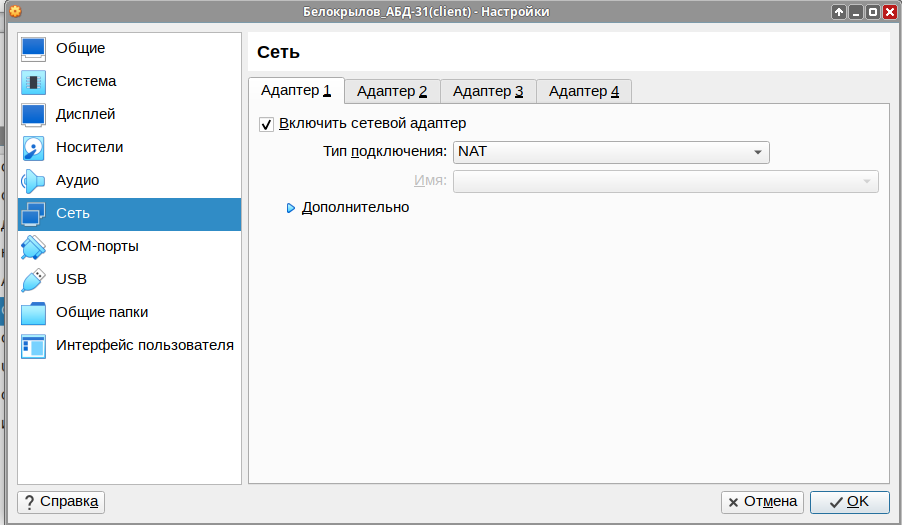 Белокрылов_АБД-31(client) - Настройки
Общие
Система
Дисплей
Носители
Аудио
Сеть
COM-порты
USB
Общие папки
Интерфейс пользователя
Сеть
Адаптер 1 Адаптер 2 Адаптер 3 Адаптер 4
Включить сетевой адаптер
Тип подключения: NAT
Имя:
Дополнительно
? Справка
Отмена
OK